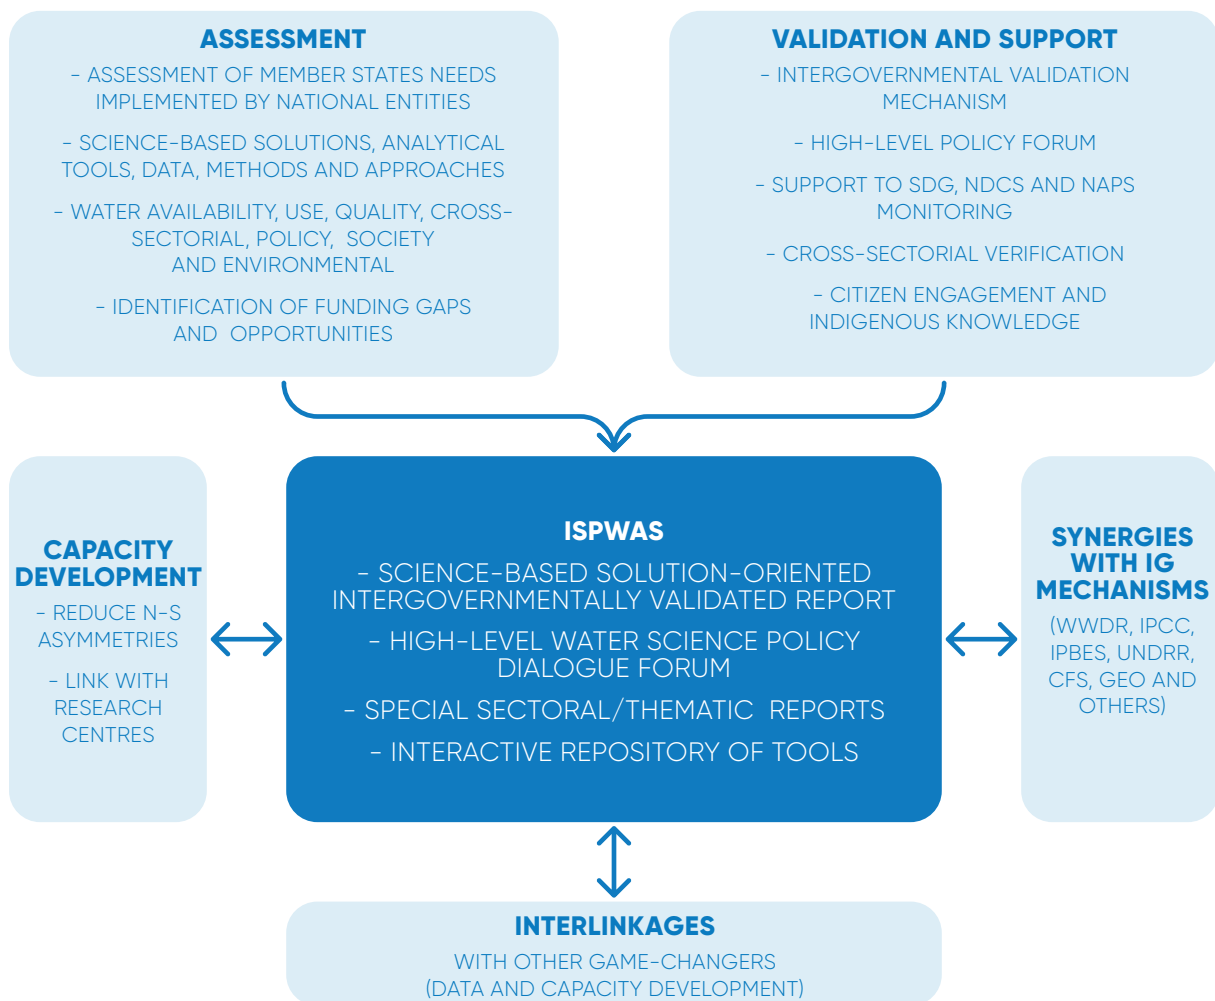 ASSESSMENT
- ASSESSMENT OF MEMBER STATES NEEDS
IMPLEMENTED BY NATIONAL ENTITIES
- SCIENCE-BASED SOLUTIONS, ANALYTICAL
TOOLS, DATA, METHODS AND APPROACHES
- WATER AVAILABILITY, USE, QUALITY, CROSS-
SECTORIAL, POLICY, SOCIETY
AND ENVIRONMENTAL
- IDENTIFICATION OF FUNDING GAPS
AND OPPORTUNITIES
VALIDATION AND SUPPORT
- INTERGOVERNMENTAL VALIDATION
MECHANISM
- HIGH-LEVEL POLICY FORUM
- SUPPORT TO SDG, NDCS AND NAPS
MONITORING
- CROSS-SECTORIAL VERIFICATION
- CITIZEN ENGAGEMENT AND
INDIGENOUS KNOWLEDGE
CAPACITY
DEVELOPMENT
- REDUCE N-S
ASYMMETRIES
- LINK WITH
RESEARCH
CENTRES
ISPWAS
- SCIENCE-BASED SOLUTION-ORIENTED
INTERGOVERNMENTALLY VALIDATED REPORT
- HIGH-LEVEL WATER SCIENCE POLICY
DIALOGUE FORUM
- SPECIAL SECTORAL/THEMATIC REPORTS
- INTERACTIVE REPOSITORY OF TOOLS
SYNERGIES
WITH IG
MECHANISMS
(WWDR, IPCC,
IPBES, UNDRR,
CFS, GEO AND
OTHERS)
INTERLINKAGES
WITH OTHER GAME-CHANGERS
(DATA AND CAPACITY DEVELOPMENT)